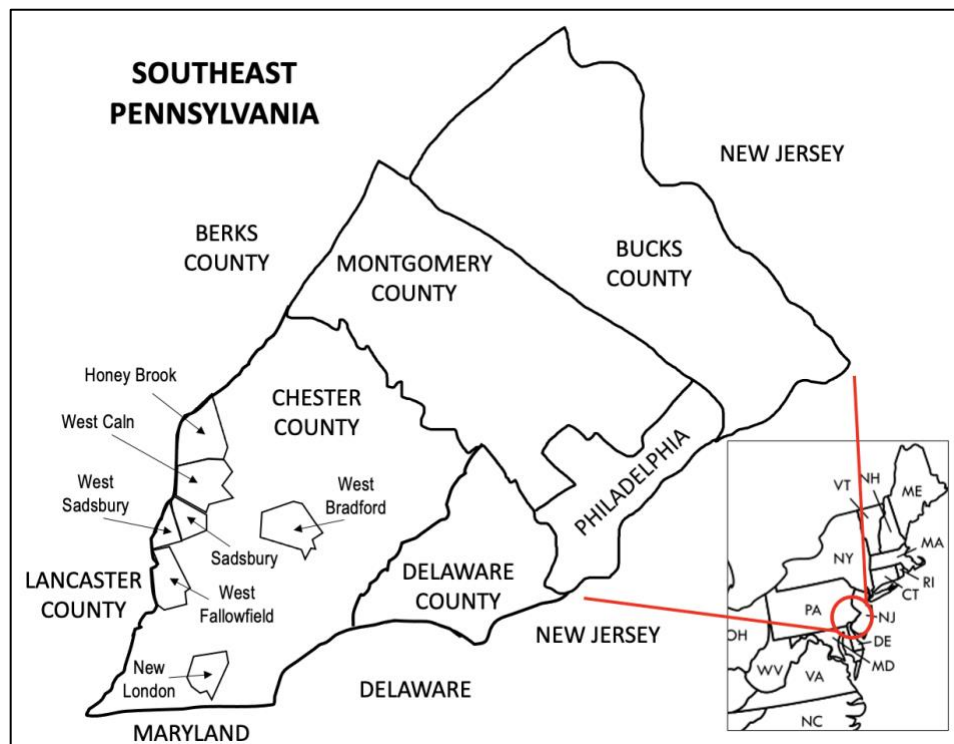 SOUTHEAST
PENNSYLVANIA
NEW JERSEY
BERKS
COUNTY
MONTGOMERY
COUNTY
BUCKS
COUNTY
Honey Brook
West Caln
CHESTER
COUNTY
West
Sadsbury
West
Bradford
PHILADELPHIA
Sadsbury
LANCASTER
COUNTY
West
Fallowfield
DELAWARE
COUNTY
NEW JERSEY
New
London
DELAWARE
MARYLAND
VT
NH
ME
NY
MA
RI
CT
PA
NJ
OH
DE
MD
WV
VA
NC